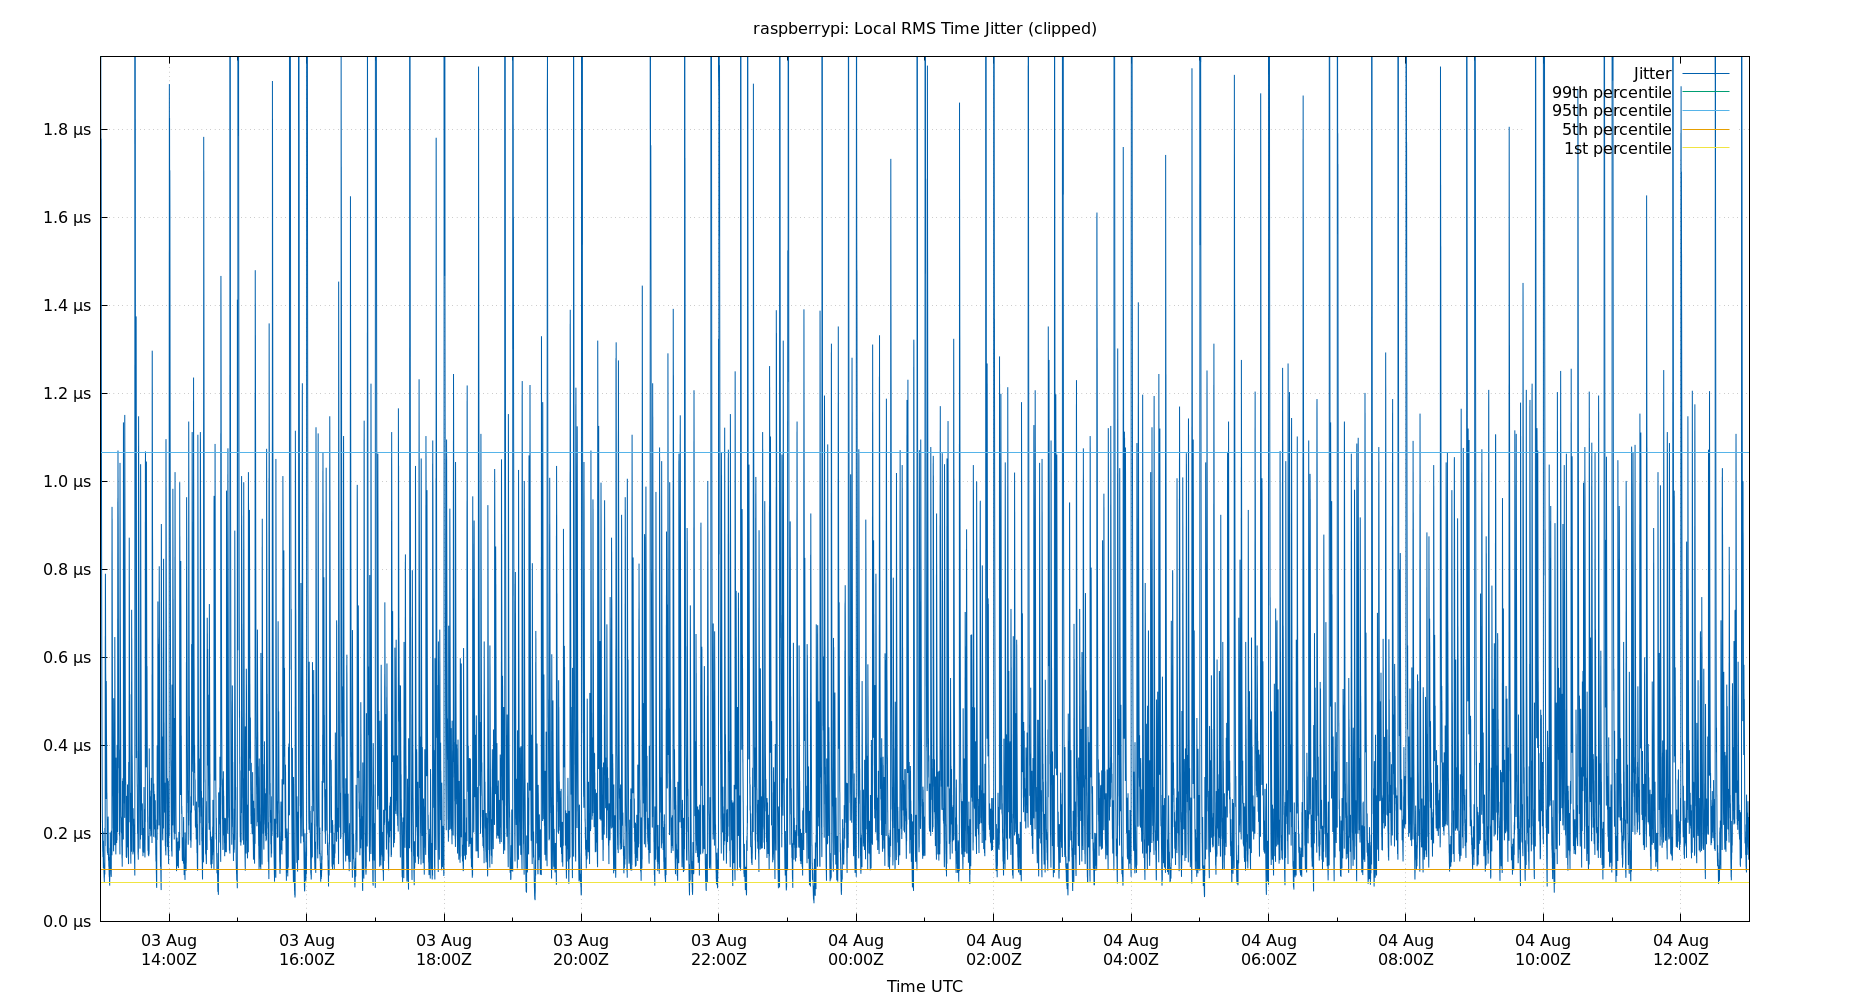 raspberrypi: Local RMS Time Jitter (clipped)
Jitter
99th percentile
95th percentile
5th percentile
1st percentile
1.8 µs
1.6 µs
1.4 µs
1.2 µs
1.0 µs
0.8 µs
0.6 µs
0.4 µs
0.2 µs
0.0 µs
03 Aug 03 Aug 03 Aug 03 Aug 03 Aug 04 Aug 04 Aug 04 Aug 04 Aug 04 Aug 04 Aug 04 Aug
14:00Z 16:00Z 18:00Z 20:00Z 22:00Z 00:00Z 02:00Z 04:00Z 06:00Z 08:00Z 10:00Z 12:00Z
Time UTC